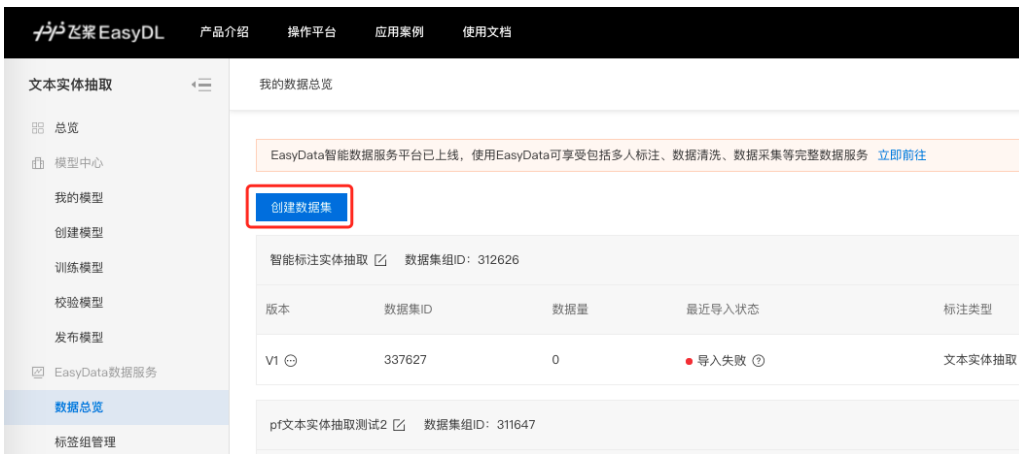 飞桨 EasyDL 产品介绍 操作平台 应用案例 使用文档
文本实体抽取
我的数据总览
总览
EasyData智能数据服务平台已上线，使用EasyData可享受包括多人标注、数据清洗、数据采集等完整数据服务 立即前往
模型中心
我的模型
创建数据集
创建模型
智能标注实体抽取 数据集组ID：312626
训练模型
校验模型
版本 数据集ID 数据量 最近导入状态 标注类型
发布模型
V1 337627 0 导入失败 文本实体抽取
EasyData数据服务
数据总览
pf文本实体抽取测试2 数据集组ID：311647
标签组管理